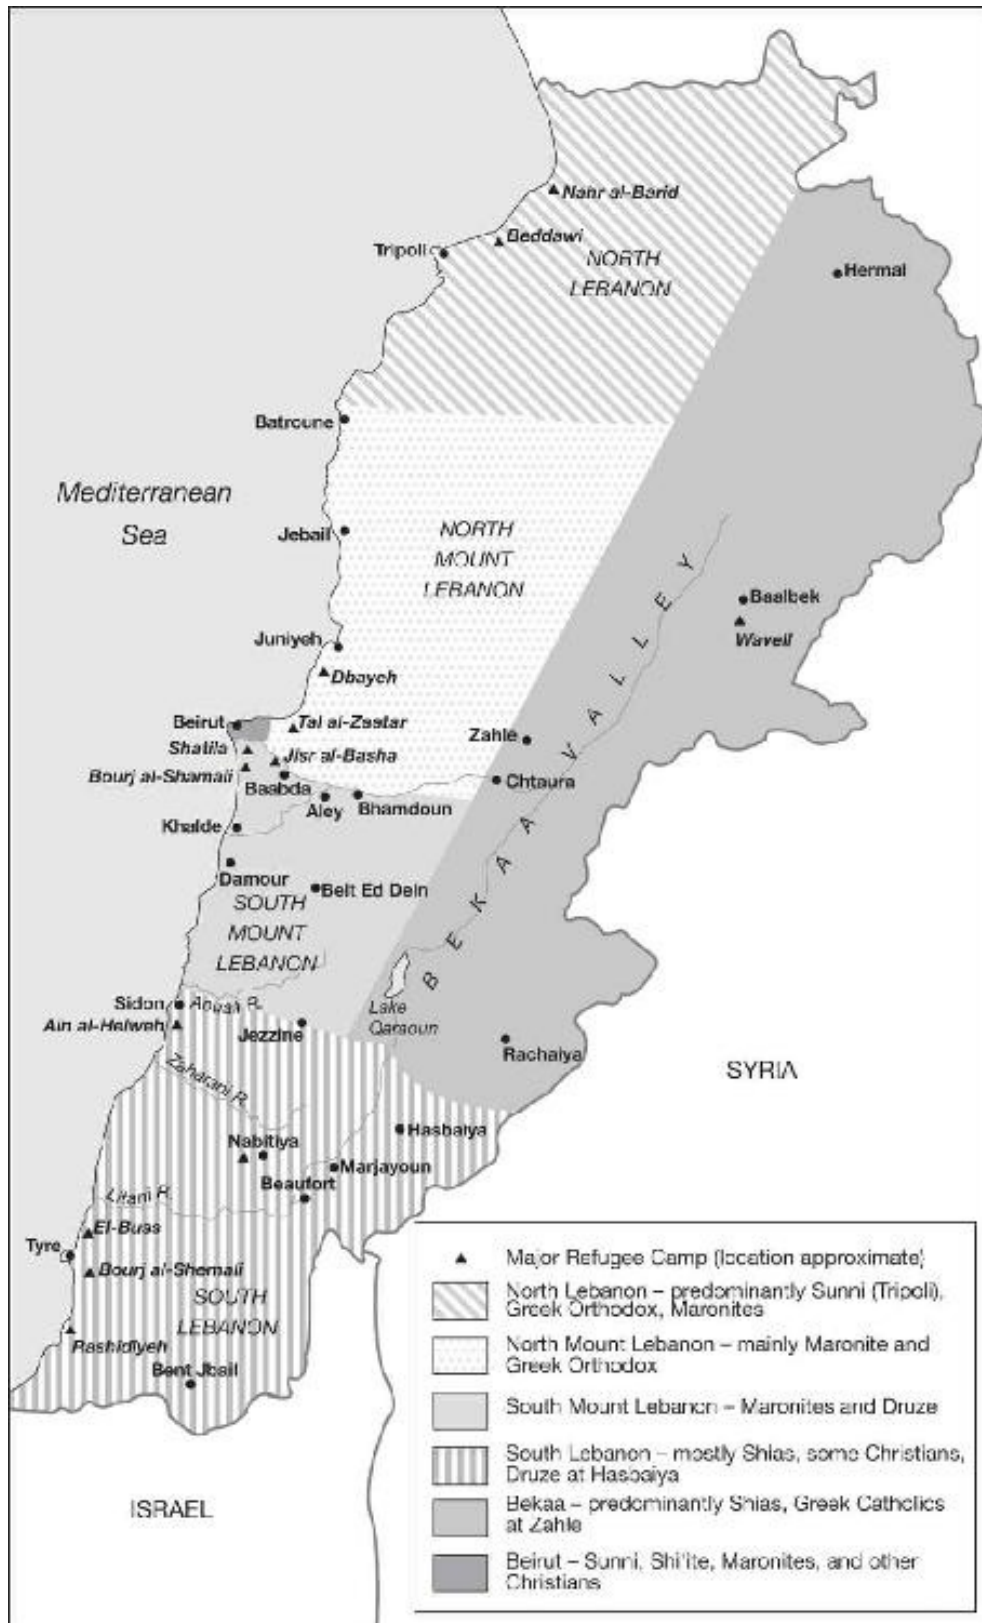 Nahr al-Barid
Beddawi
Tripoli
NORTH
LEBANON
Hermal
Batroune
Mediterranean
Sea
Jebail
NORTH
MOUNT
LEBANON
Baalbek
Wavell
Juniyeh
Dbayeh
Beirut
Tal al-Zaatar
Zahle
Shatila
Jisr al-Basha
Bourj al-Shamali
Baabda
Chtaura
Aley
Bhamdoun
Khalde
BEKAA VALLEY
Damour
Beit Ed Dein
SOUTH
MOUNT
LEBANON
Sidon
Awali R.
Lake
Qaraoun
Ain al-Helweh
Jezzine
Rachaiya
SYRIA
Zaharani R.
Hasbaiya
Nabitiya
Marjayoun
Beaufort
Litani R.
El-Buss
Tyre
Bourj al-Shemali
SOUTH
LEBANON
Rashidiyeh
Bent Jbail
ISRAEL
Major Refugee Camp (location approximate)
North Lebanon – predominantly Sunni (Tripoli),
Greek Orthodox, Maronites
North Mount Lebanon – mainly Maronite and
Greek Orthodox
South Mount Lebanon – Maronites and Druze
South Lebanon – mostly Shias, some Christians,
Druze at Hasbaiya
Bekaa – predominantly Shias, Greek Catholics
at Zahle
Beirut – Sunni, Shi'ite, Maronites, and other
Christians